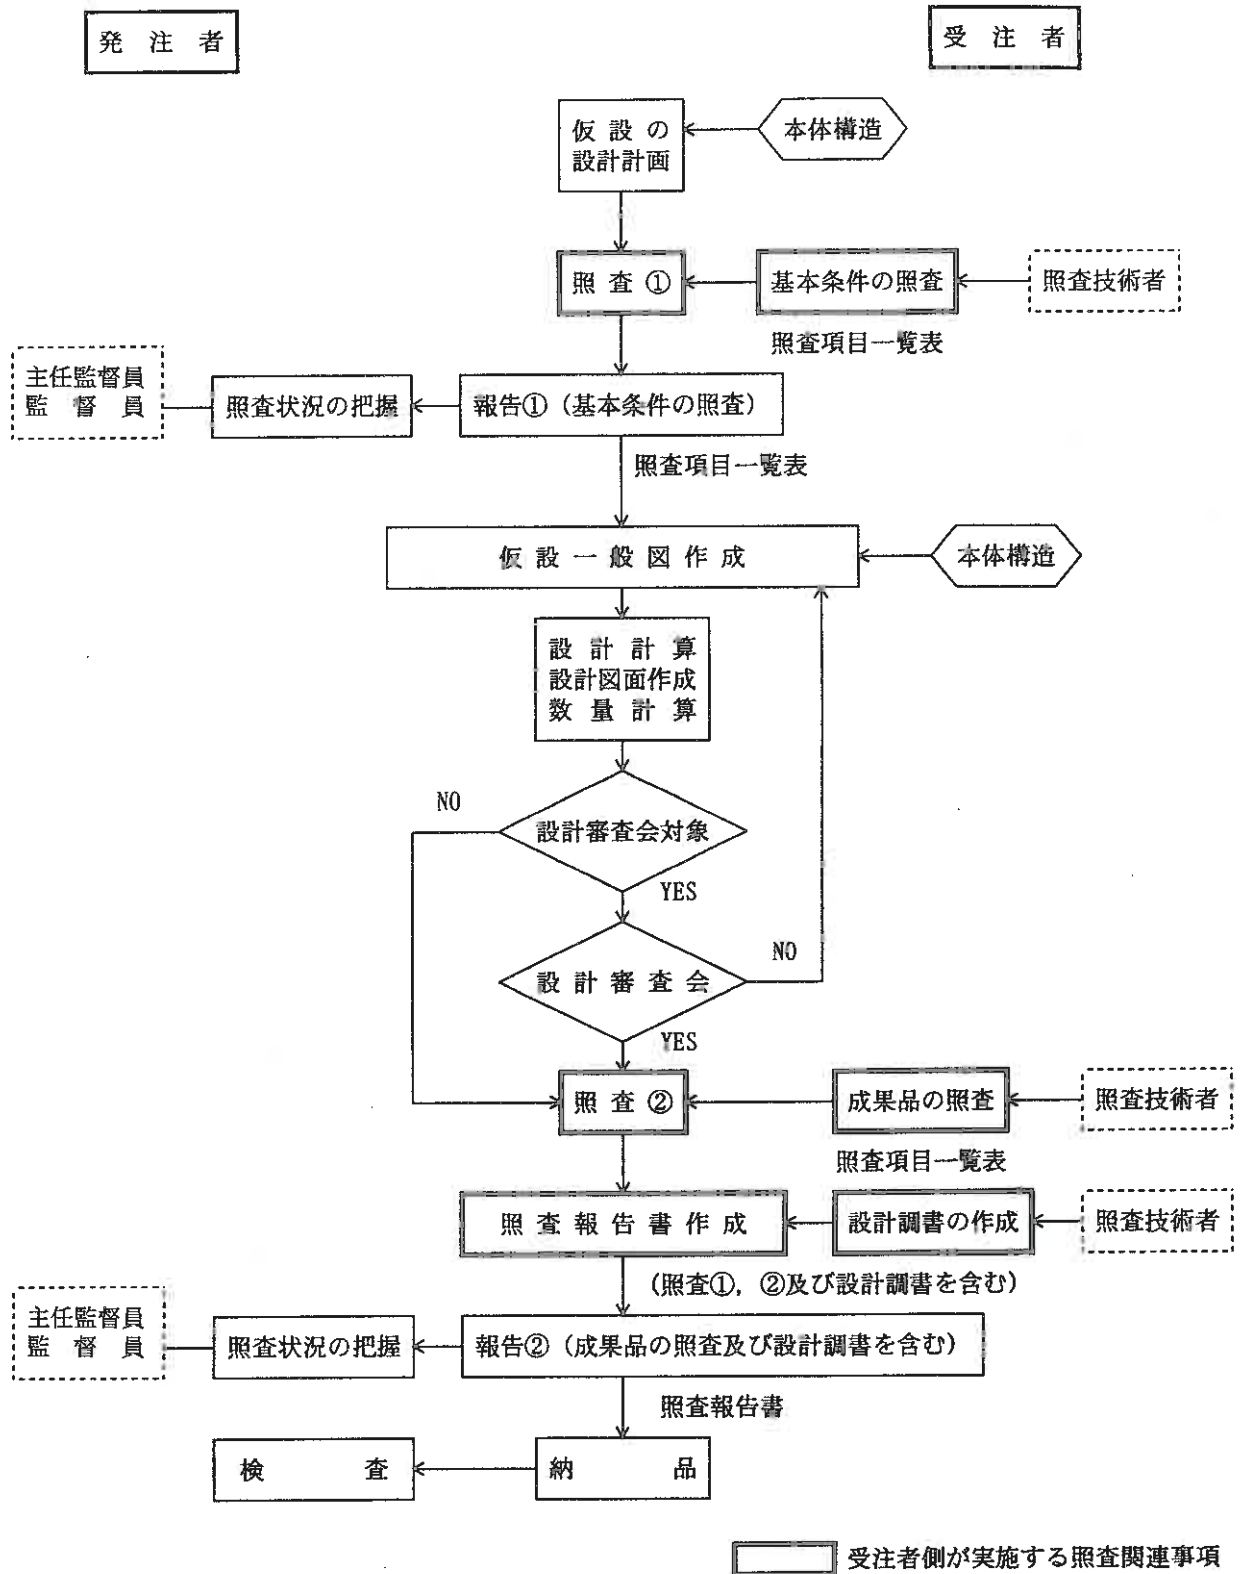 発注者
受注者
仮設の
設計計画
本体構造
照査①
基本条件の照査
照査技術者
照査項目一覧表
主任監督員
監督員
照査状況の把握
報告①(基本条件の照査)
照査項目一覧表
仮設一般図作成
本体構造
設計計算
設計図面作成
数量計算
NO
設計審査会対象
YES
NO
設計審査会
YES
照査②
成果品の照査
照査技術者
照査項目一覧表
照査報告書作成
設計調書の作成
照査技術者
(照査①,②及び設計調書を含む)
主任監督員
監督員
照査状況の把握
報告②(成果品の照査及び設計調書を含む)
照査報告書
検査
納品
受注者側が実施する照査関連事項